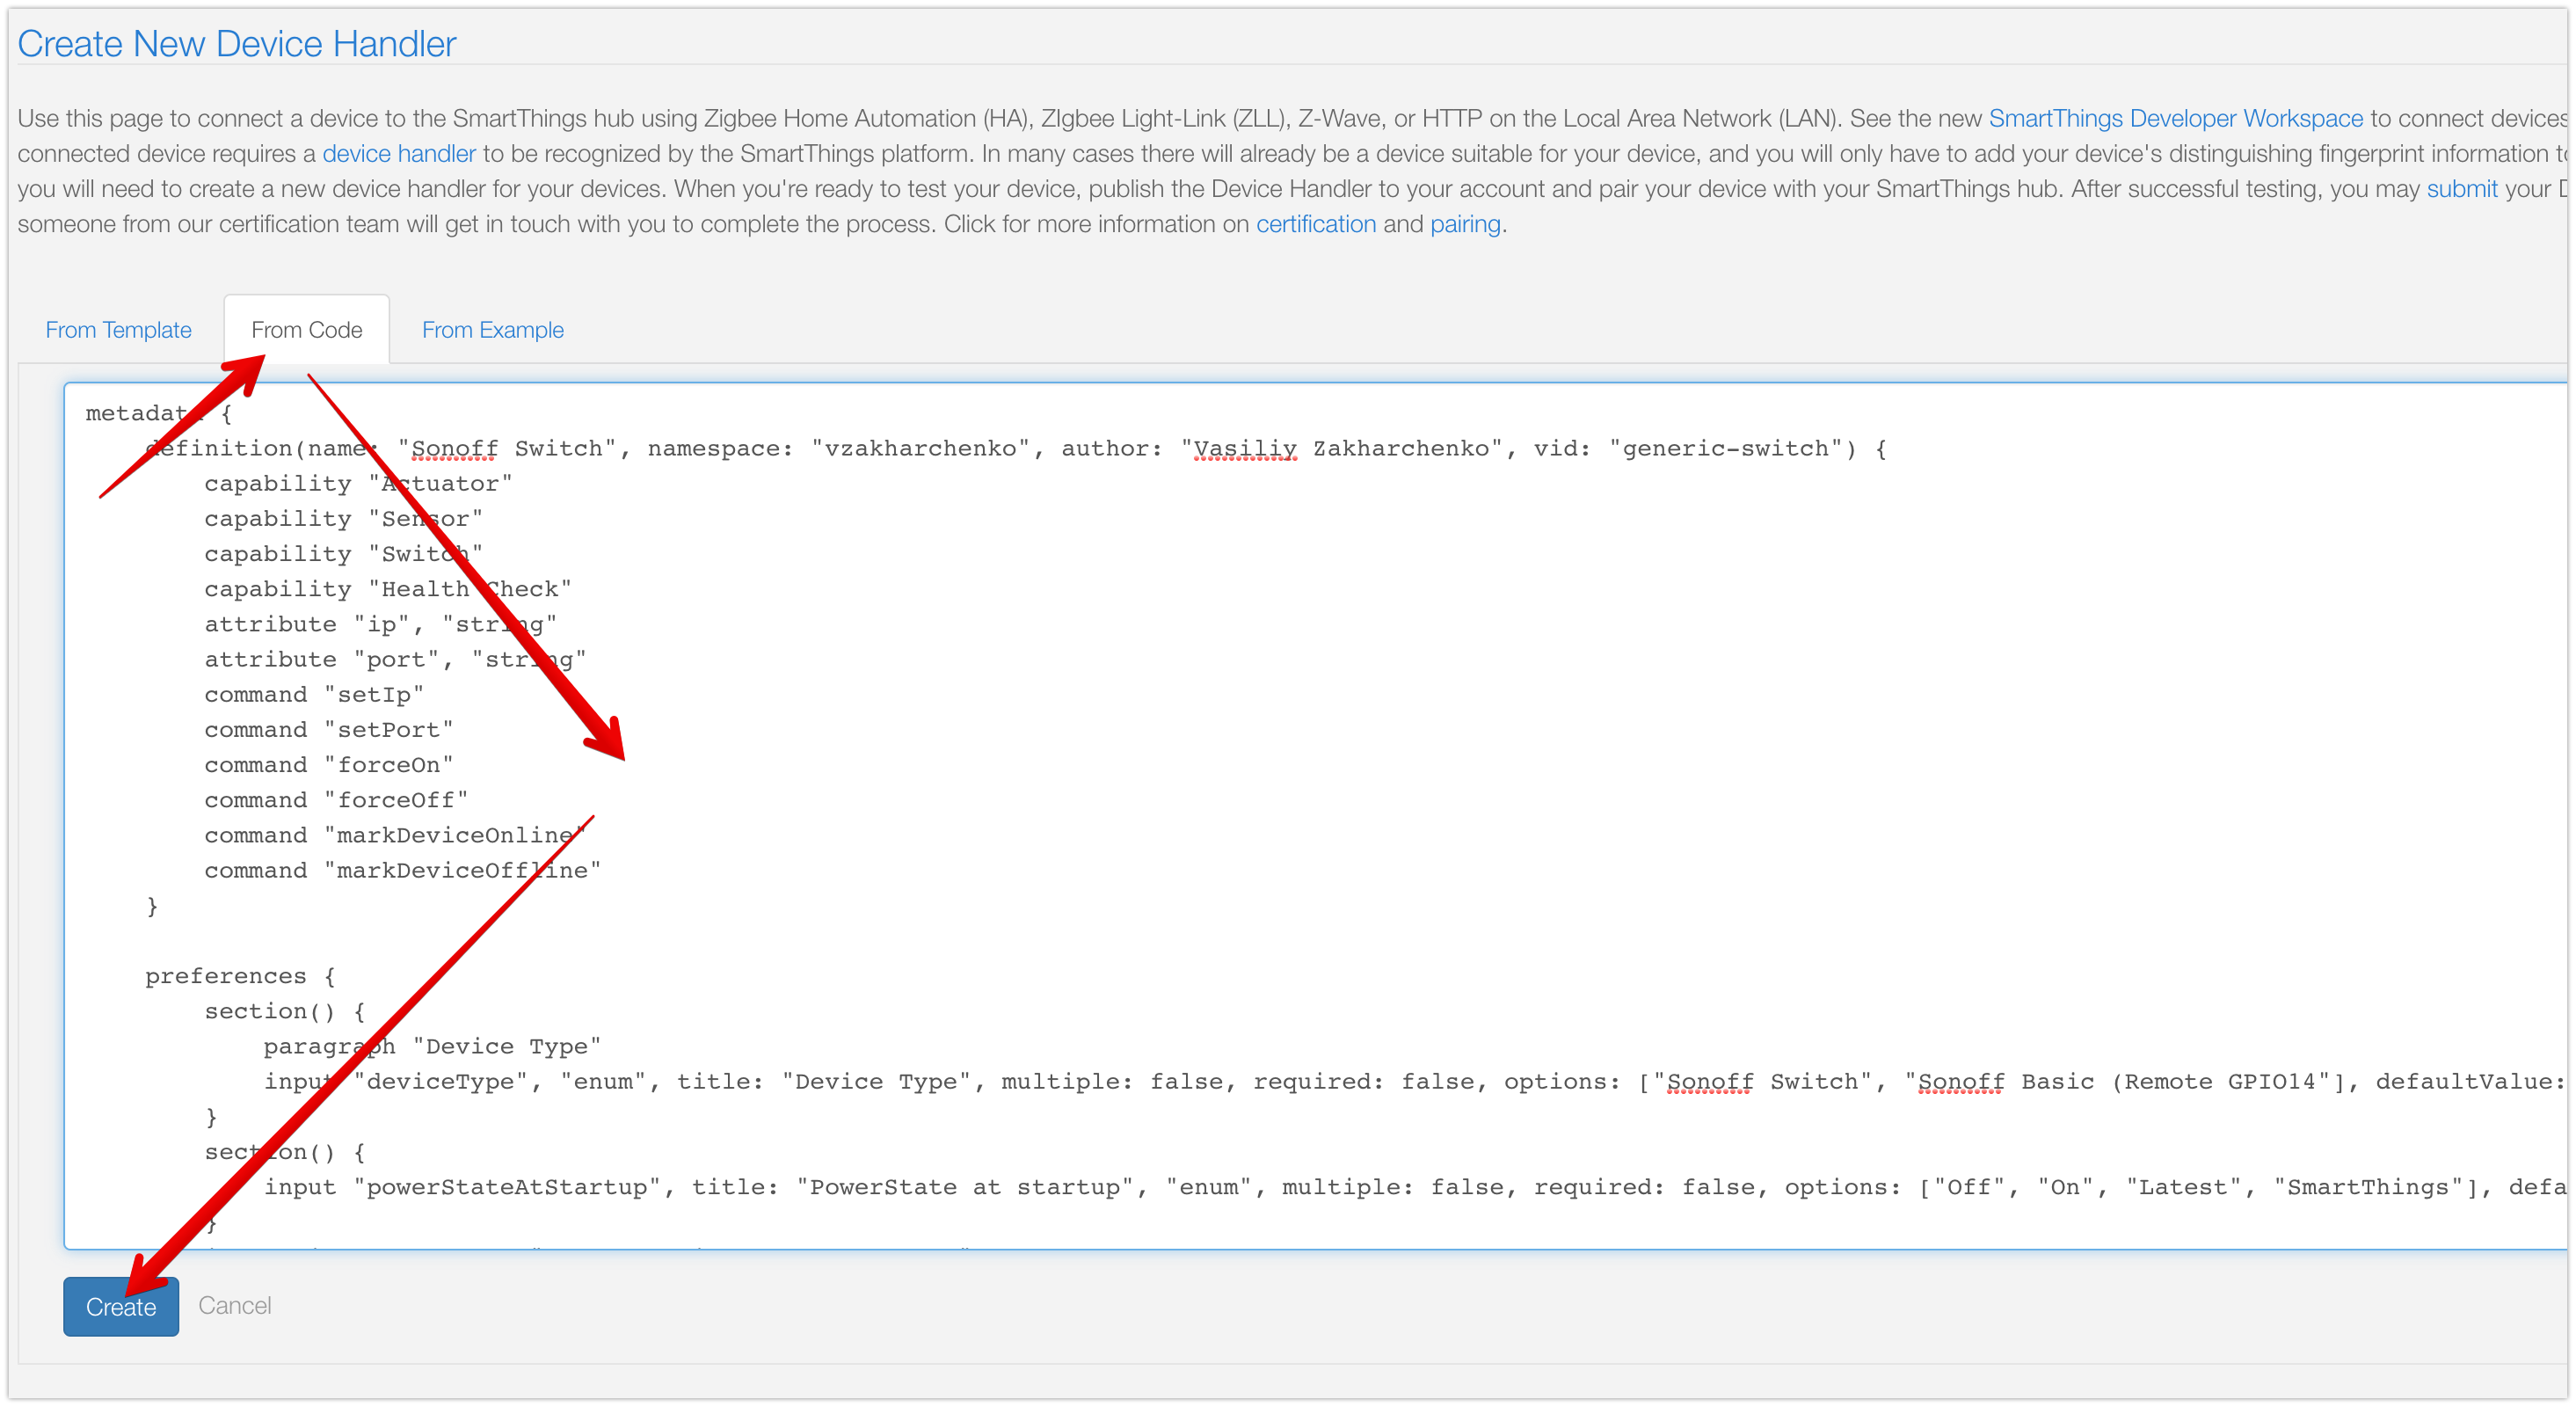 Create New Device Handler
Use this page to connect a device to the SmartThings hub using Zigbee Home Automation (HA), ZIgbee Light-Link (ZLL), Z-Wave, or HTTP on the Local Area Network (LAN). See the new SmartThings Developer Workspace to connect devices
connected device requires a device handler to be recognized by the SmartThings platform. In many cases there will already be a device suitable for your device, and you will only have to add your device's distinguishing fingerprint information
you will need to create a new device handler for your devices. When you're ready to test your device, publish the Device Handler to your account and pair your device with your SmartThings hub. After successful testing, you may submit your
someone from our certification team will get in touch with you to complete the process. Click for more information on certification and pairing.
From Template From Code From Example
metadata {
definition(name: "Sonoff Switch", namespace: "vzakharchenko", author: "Vasiliy Zakharchenko", vid: "generic-switch") {
capability "Actuator"
capability "Sensor"
capability "Switch"
capability "Health Check"
attribute "ip", "string"
attribute "port", "string"
command "setIp"
command "setPort"
command "forceOn"
command "forceOff"
command "markDeviceOnline"
command "markDeviceOffline"
}
preferences {
section() {
paragraph "Device Type"
input "deviceType", "enum", title: "Device Type", multiple: false, required: false, options: ["Sonoff Switch", "Sonoff Basic (Remote GPIO14"], defaultValue:
}
section() {
input "powerStateAtStartup", title: "PowerState at startup", "enum", multiple: false, required: false, options: ["Off", "On", "Latest", "SmartThings"], defa
}
Create Cancel